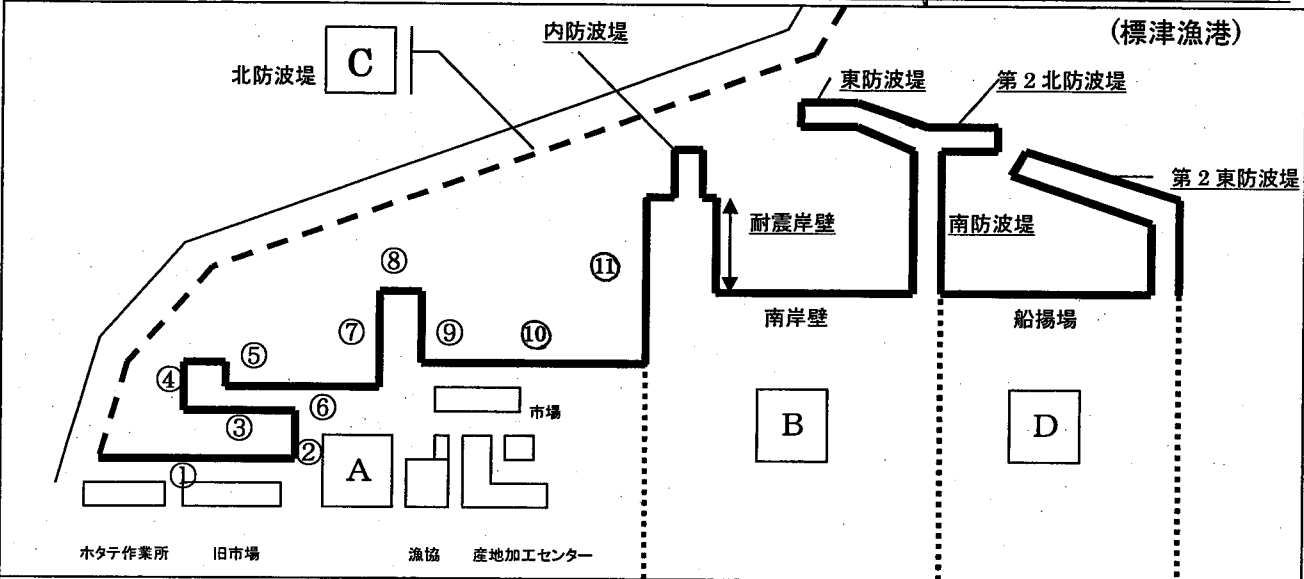 (標津漁港)
内防波堤
北防波堤
C
東防波堤
第2北防波堤
第2東防波堤
耐震岸壁
南防波堤
⑧
⑪
⑦
⑨
⑩
南岸壁
船揚場
⑤
④
⑥
③
市場
②
A
B
D
①
ホタテ作業所
旧市場
漁協
産地加工センター